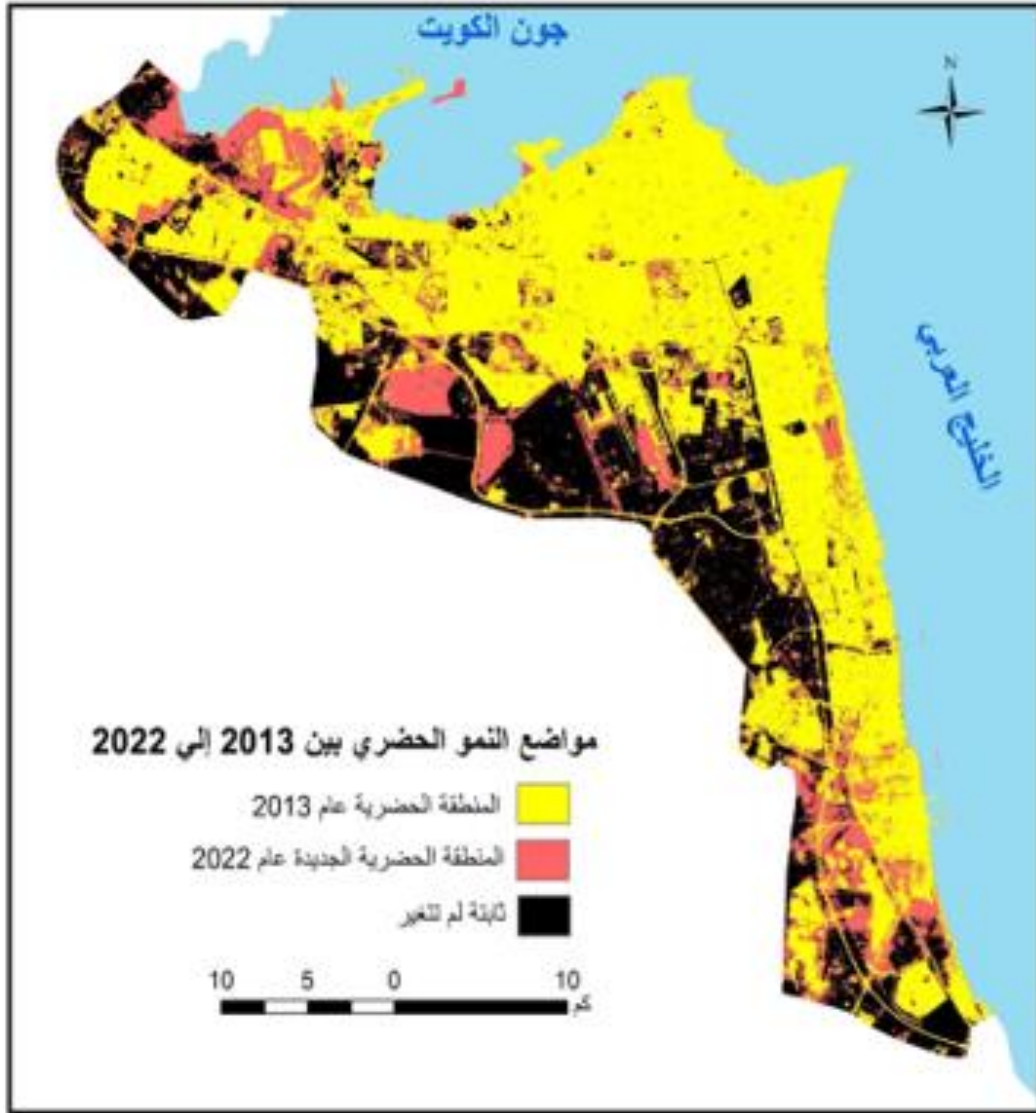 جون الكويت
N
الخليج العربي
مواضع النمو الحضري بين 2013 إلي 2022
المنطقة الحضرية عام 2013
المنطقة الحضرية الجديدة عام 2022
ثابتة لم تتغير
10 5 0 10
كم